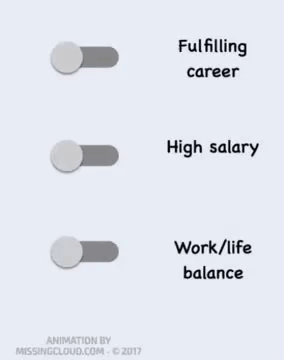 Fulfilling
career
High salary
Work/life
balance
ANIMATION BY
MISSINGCLOUD.COM - © 2017